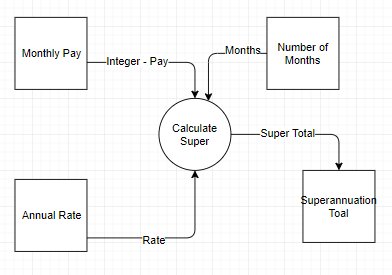 Monthly Pay
Integer - Pay
Months
Number of
Months
Calculate
Super
Super Total
Superannuation
Toal
Annual Rate
Rate